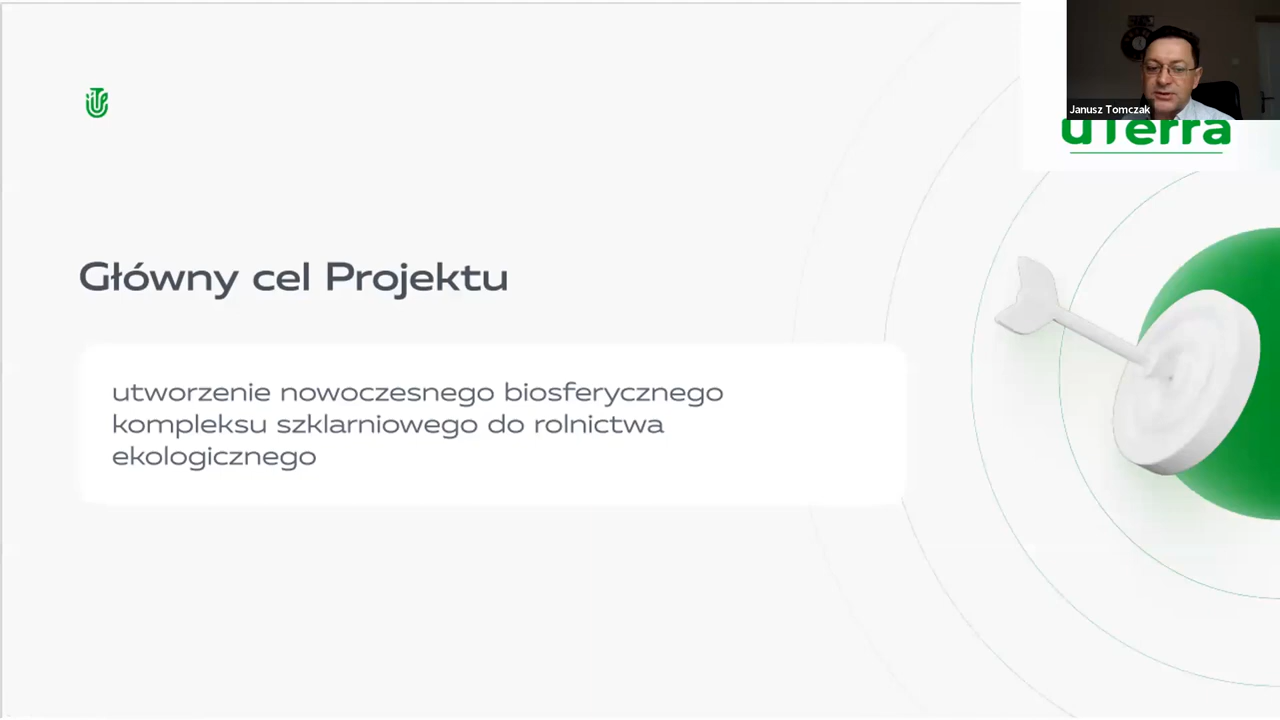 Janusz Tomczak
uTerra
Główny cel Projektu
utworzenie nowoczesnego biosferycznego
kompleksu szklarniowego do rolnictwa
ekologicznego